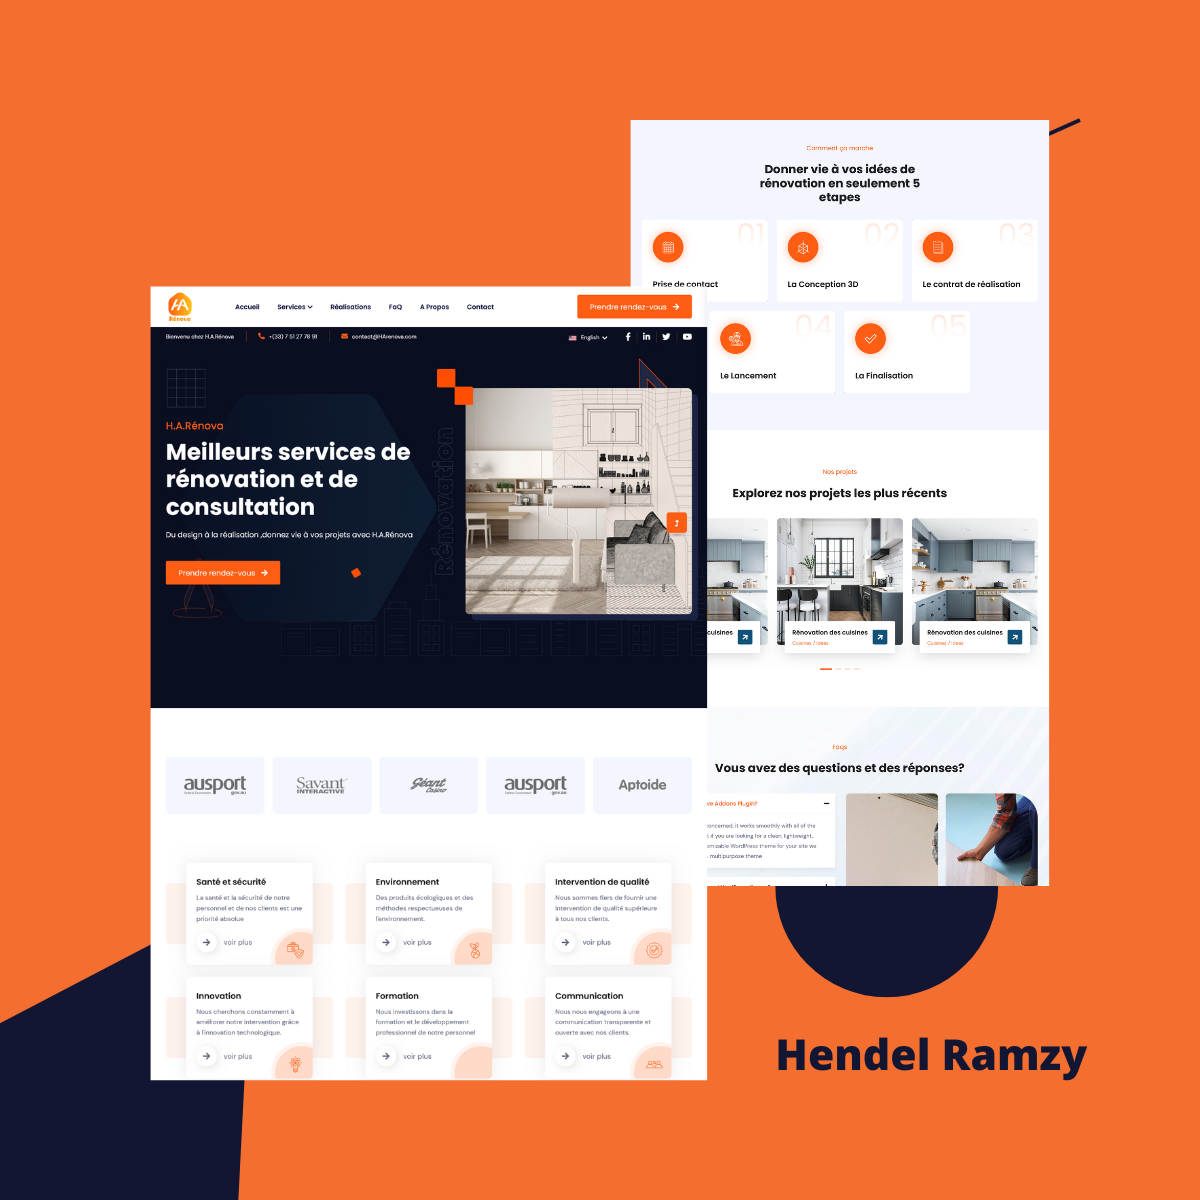 Comment ça marche
Donner vie à vos idées de
rénovation en seulement 5
etapes
01
02
03
Prise de contact
La Conception 3D
Le contrat de réalisation
04
05
Le Lancement
La Finalisation
Nos projets
Explorez nos projets les plus récents
cuisines
Rénovation des cuisines
Cuisines / Idées
Rénovation des cuisines
Cuisines / Idées
Faqs
Vous avez des questions et des réponses?
ve Addons Plugin?
concerned, it works smoothly with all of the
if you are looking for a clean, lightweight,
omizable WordPress theme for your site we
multipurpose theme
HA
Rénova
Accueil
Services
Réalisations
FaQ
A Propos
Contact
Prendre rendez-vous
Bienvenu chez H.A.Rénova
+(33) 7 51 27 78 91
contact@HArenova.com
English
H.A.Rénova
Meilleurs services de
rénovation et de
consultation
Du design à la réalisation ,donnez vie à vos projets avec H.A.Rénova
Prendre rendez-vous
Rénovation
ausport
gov.au
Savant
INTERACTIVE
Géant
Casino
ausport
gov.au
Aptoide
Santé et sécurité
La santé et la sécurité de notre
personnel et de nos clients est une
priorité absolue
voir plus
Environnement
Des produits écologiques et des
méthodes respectueuses de
l'environnement.
voir plus
Intervention de qualité
Nous sommes fiers de fournir une
intervention de qualité supérieure
à tous nos clients.
voir plus
Innovation
Nous cherchons constamment à
améliorer notre intervention grâce
à l'innovation technologique.
voir plus
Formation
Nous investissons dans la
formation et le développement
professionnel de notre personnel
voir plus
Communication
Nous nous engageons à une
communication transparente et
ouverte avec nos clients.
voir plus
Hendel Ramzy